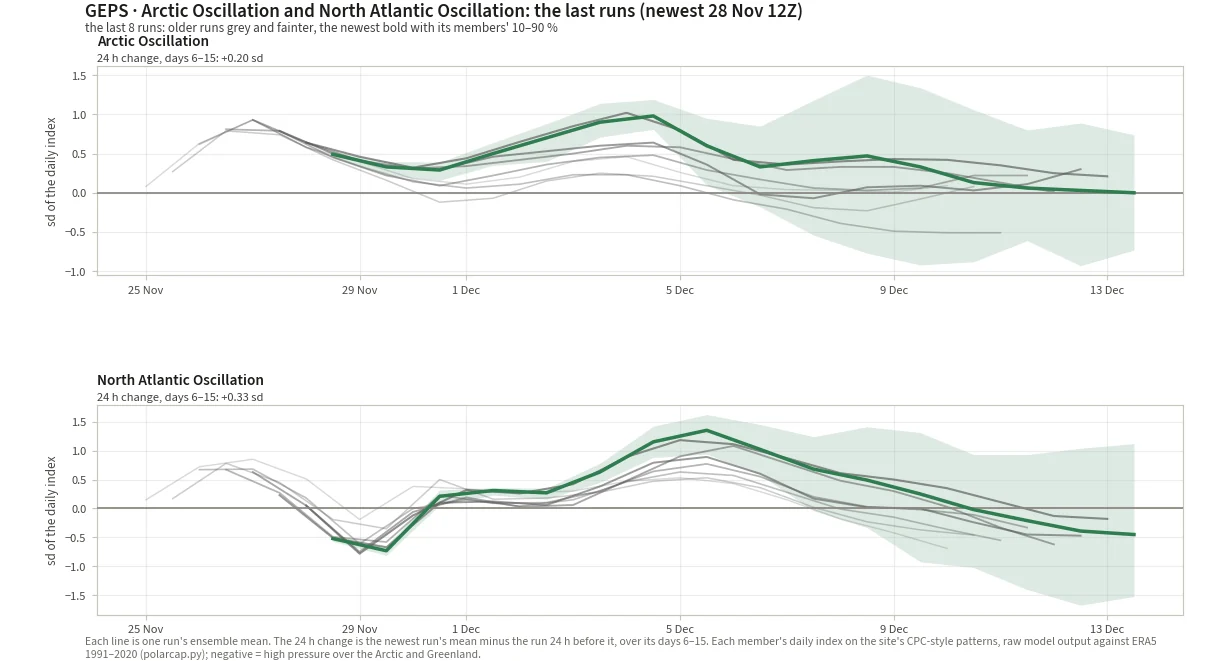 GEPS · Arctic Oscillation and North Atlantic Oscillation: the last runs (newest 28 Nov 12Z)
the last 8 runs: older runs grey and fainter, the newest bold with its members' 10–90 %
Arctic Oscillation
24 h change, days 6–15: +0.20 sd
1.5
1.0
0.5
0.0
−0.5
−1.0
sd of the daily index
25 Nov
29 Nov
1 Dec
5 Dec
9 Dec
13 Dec
North Atlantic Oscillation
24 h change, days 6–15: +0.33 sd
1.5
1.0
0.5
0.0
−0.5
−1.0
−1.5
sd of the daily index
25 Nov
29 Nov
1 Dec
5 Dec
9 Dec
13 Dec
Each line is one run's ensemble mean. The 24 h change is the newest run's mean minus the run 24 h before it, over its days 6–15. Each member's daily index on the site's CPC-style patterns, raw model output against ERA5
1991–2020 (polarcap.py); negative = high pressure over the Arctic and Greenland.